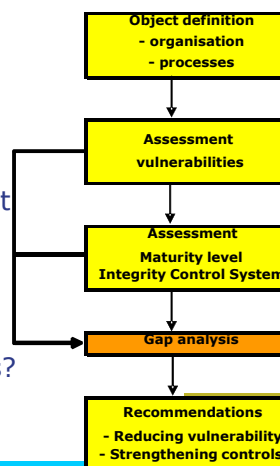 Object definition
- organisation
- processes
Assessment
vulnerabilities
t
Assessment
Maturity level
Integrity Control System
Gap analysis
s?
Recommendations
- Reducing vulnerability
- Strengthening controls